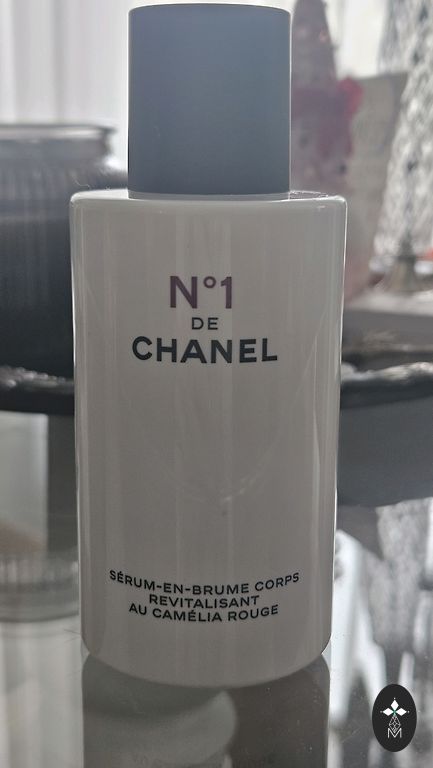 N°1
DE
CHANEL
SÉRUM-EN-BRUME CORPS
REVITALISANT
AU CAMÉLIA ROUGE
M